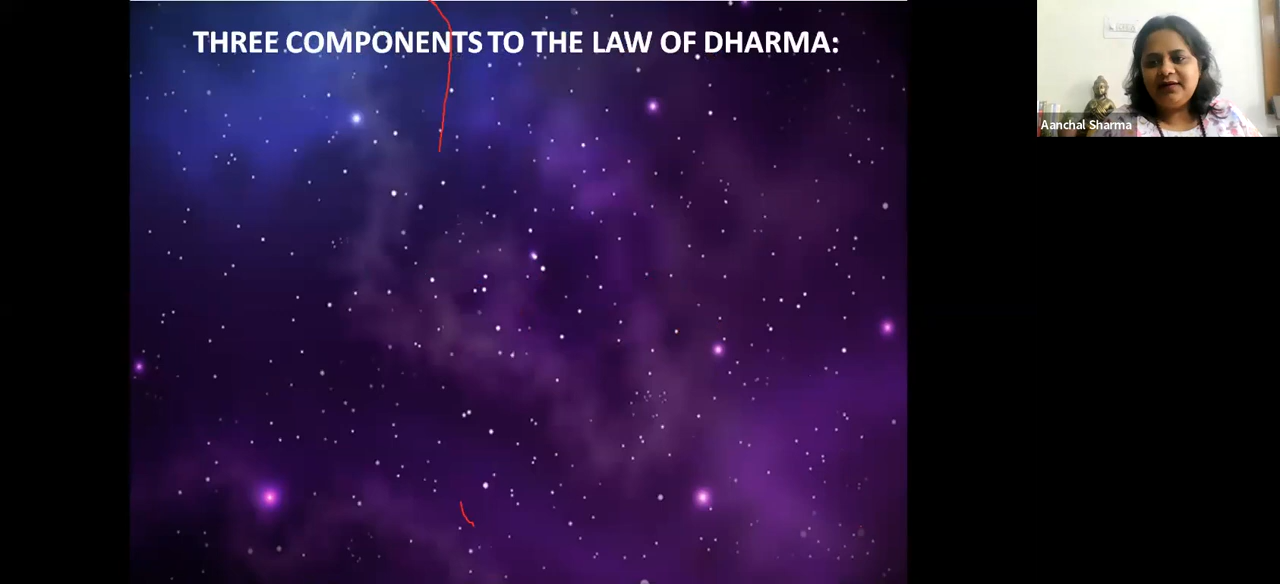 THREE COMPONENTS TO THE LAW OF DHARMA:
Aanchal Sharma